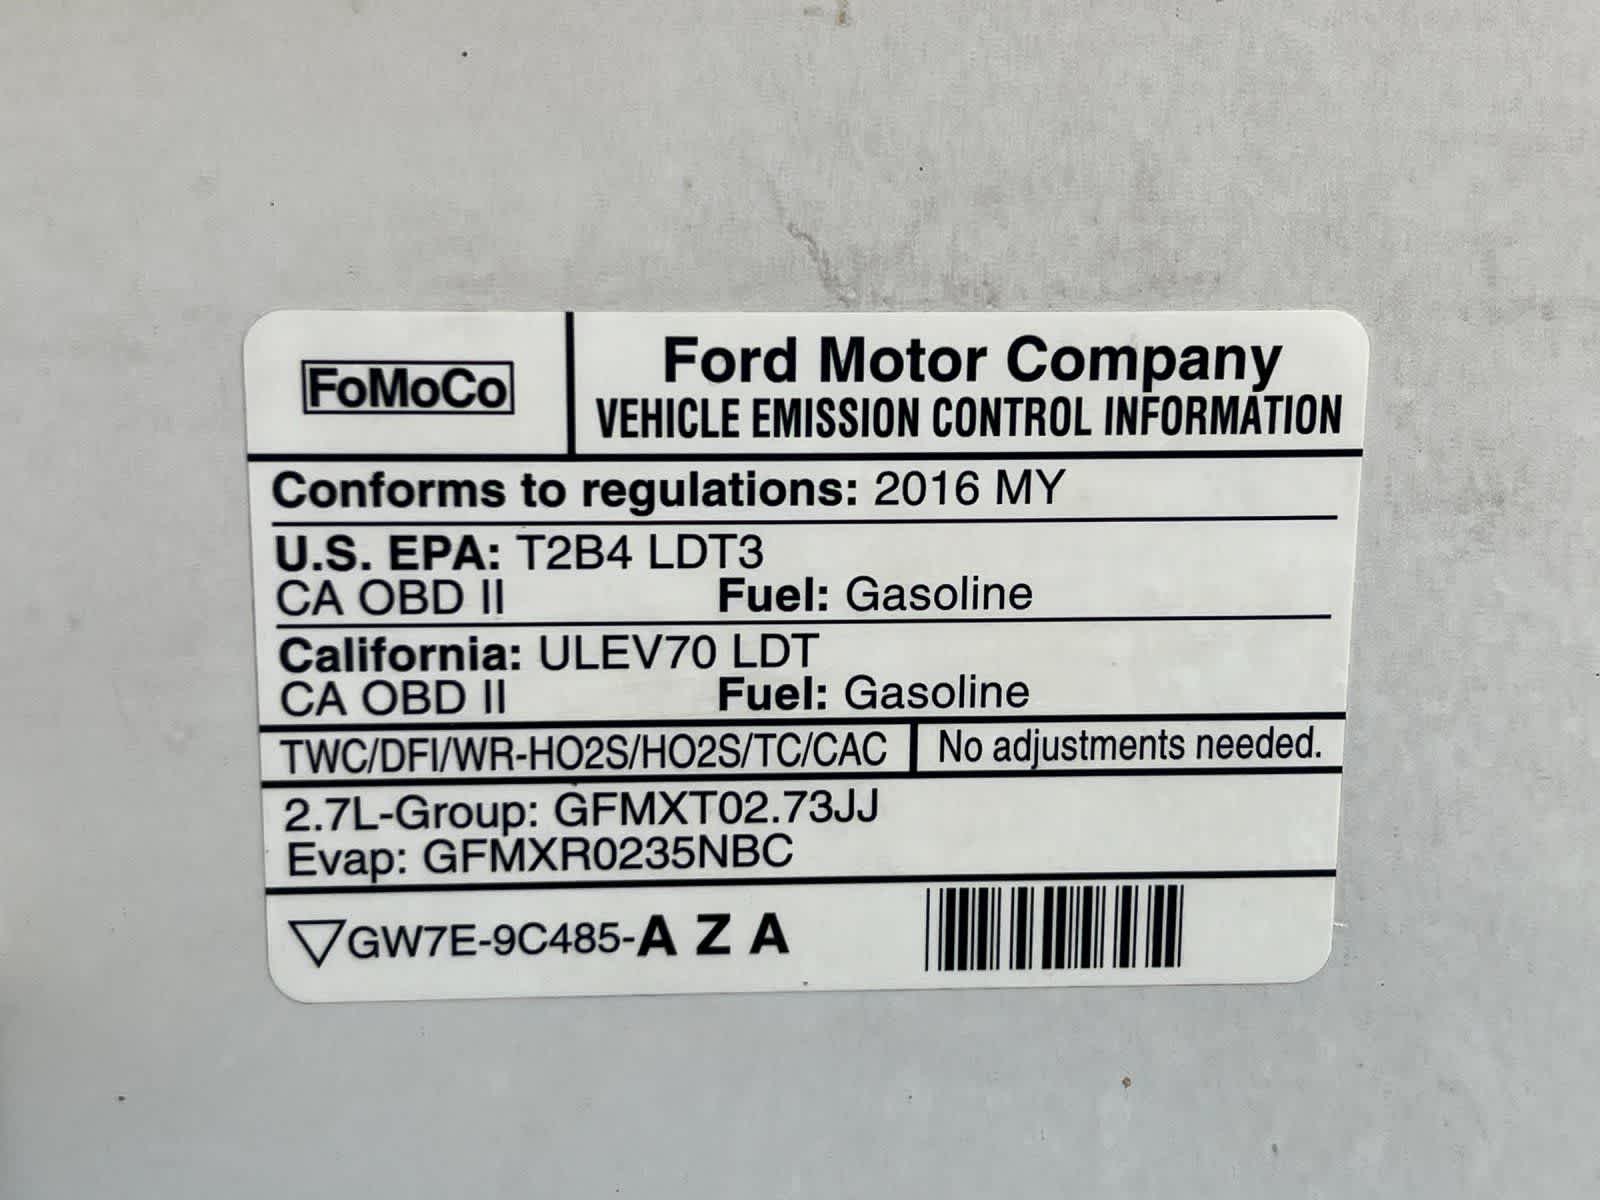 FoMoCo
Ford Motor Company
VEHICLE EMISSION CONTROL INFORMATION
Conforms to regulations: 2016 MY
U.S. EPA: T2B4 LDT3
CA OBD II Fuel: Gasoline
California: ULEV70 LDT
CA OBD II Fuel: Gasoline
TWC/DFI/WR-HO2S/HO2S/TC/CAC No adjustments needed.
2.7L-Group: GFMXT02.73JJ
Evap: GFMXR0235NBC
GW7E-9C485-A Z A